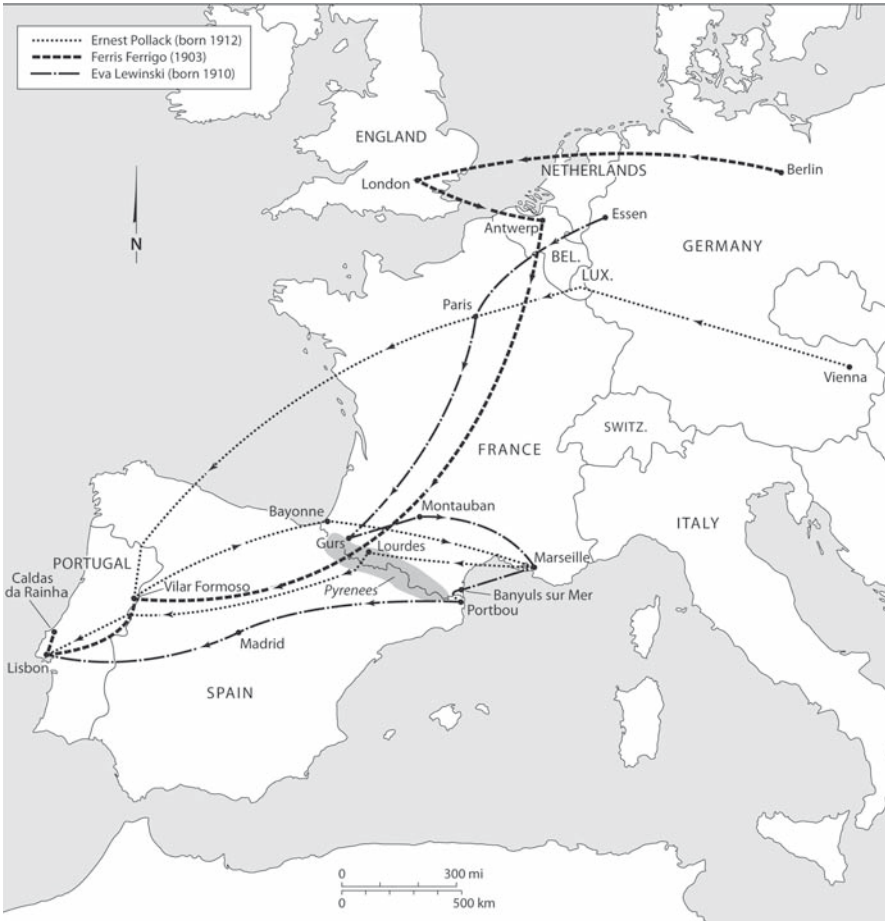 Ernest Pollack (born 1912)
Ferris Ferrigo (1903)
Eva Lewinski (born 1910)
N
ENGLAND
London
NETHERLANDS
Berlin
Antwerp
Essen
BEL.
GERMANY
LUX.
Paris
Vienna
SWITZ.
FRANCE
Bayonne
Montauban
ITALY
Gurs
Lourdes
Marseille
PORTUGAL
Caldas
da Rainha
Vilar Formoso
Pyrenees
Banyuls sur Mer
Portbou
Madrid
Lisbon
SPAIN
0 300 mi
0 500 km